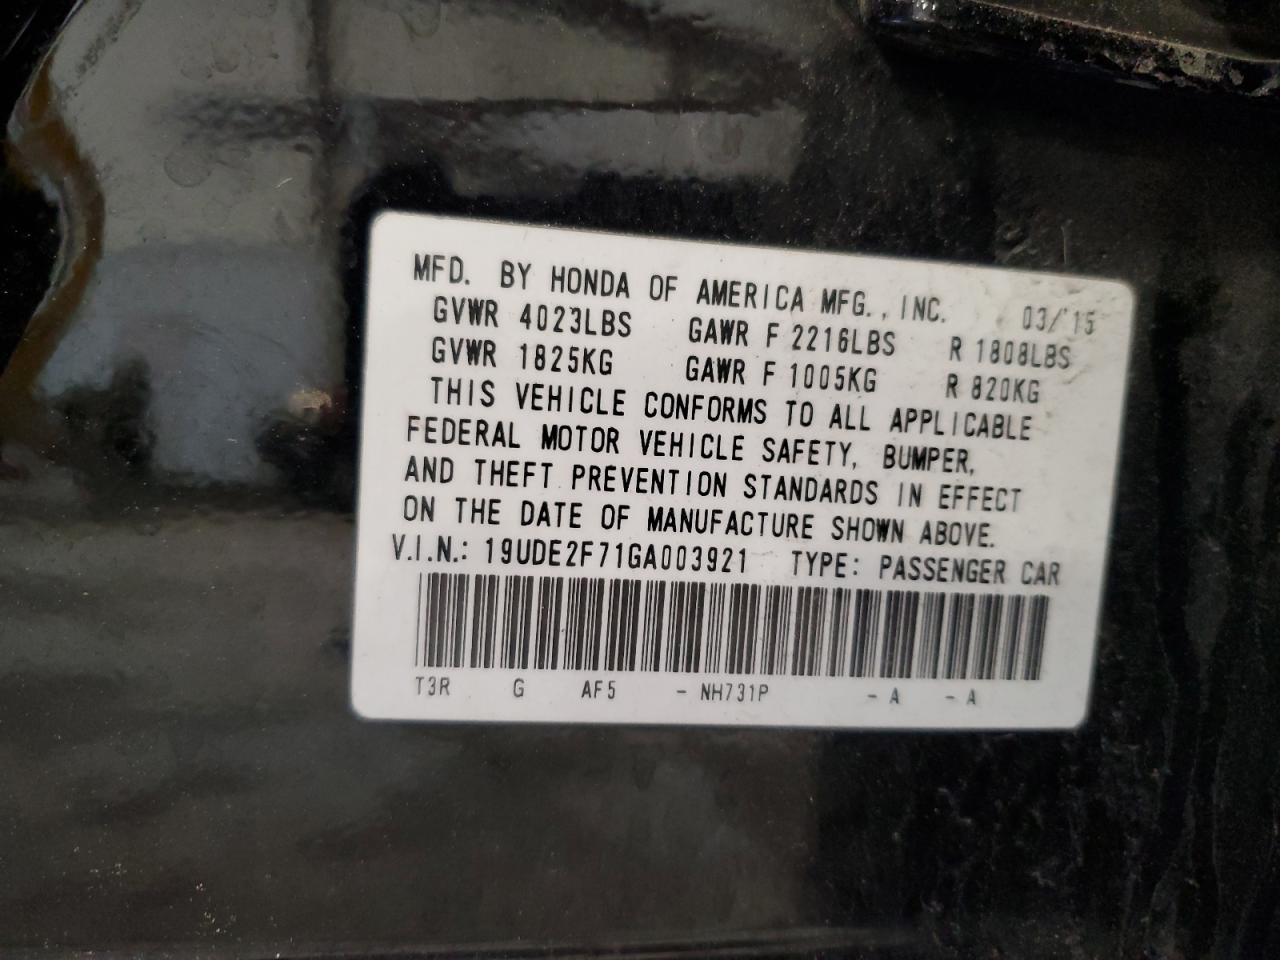 MFD. BY HONDA OF AMERICA MFG., INC. 03/'15
GVWR 4023LBS GAWR F 2216LBS R 1808LBS
GVWR 1825KG GAWR F 1005KG R 820KG
THIS VEHICLE CONFORMS TO ALL APPLICABLE
FEDERAL MOTOR VEHICLE SAFETY, BUMPER,
AND THEFT PREVENTION STANDARDS IN EFFECT
ON THE DATE OF MANUFACTURE SHOWN ABOVE.
V.I.N.: 19UDE2F71GA003921 TYPE: PASSENGER CAR
T3R G AF5 - NH731P - A - A